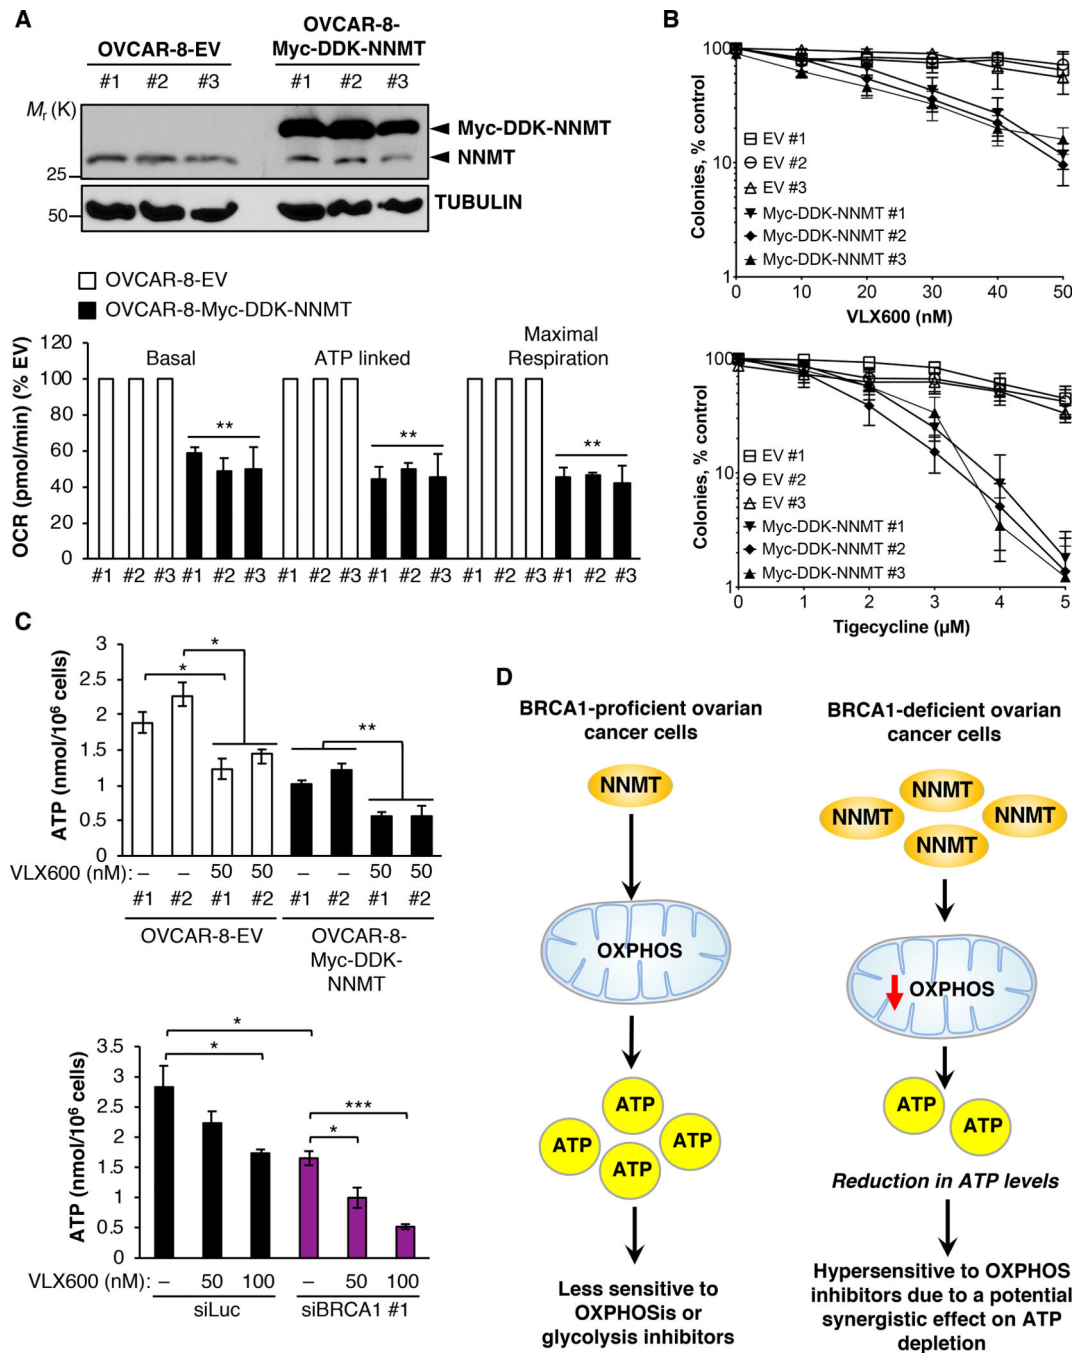 A
OVCAR-8-EV
OVCAR-8-
Myc-DDK-NNMT
#1 #2 #3 #1 #2 #3
Mr (K)
Myc-DDK-NNMT
NNMT
25
50
TUBULIN
OVCAR-8-EV
OVCAR-8-Myc-DDK-NNMT
OCR (pmol/min) (% EV)
120
100
80
60
40
20
0
Basal
ATP linked
Maximal
Respiration
**
**
**
#1 #2 #3 #1 #2 #3 #1 #2 #3 #1 #2 #3 #1 #2 #3 #1 #2 #3
B
Colonies, % control
100
10
1
EV #1
EV #2
EV #3
Myc-DDK-NNMT #1
Myc-DDK-NNMT #2
Myc-DDK-NNMT #3
0 10 20 30 40 50
VLX600 (nM)
Colonies, % control
100
10
1
EV #1
EV #2
EV #3
Myc-DDK-NNMT #1
Myc-DDK-NNMT #2
Myc-DDK-NNMT #3
0 1 2 3 4 5
Tigecycline (µM)
C
ATP (nmol/10⁶ cells)
3
2.5
2
1.5
1
0.5
0
*
*
**
VLX600 (nM): – – 50 50 – – 50 50
#1 #2 #1 #2 #1 #2 #1 #2
OVCAR-8-EV
OVCAR-8-
Myc-DDK-
NNMT
ATP (nmol/10⁶ cells)
3.5
3
2.5
2
1.5
1
0.5
0
*
*
***
*
VLX600 (nM): – 50 100 – 50 100
siLuc
siBRCA1 #1
D
BRCA1-proficient ovarian
cancer cells
NNMT
OXPHOS
ATP
ATP
ATP
ATP
Less sensitive to
OXPHOSis or
glycolysis inhibitors
BRCA1-deficient ovarian
cancer cells
NNMT
NNMT
NNMT
NNMT
OXPHOS
ATP
ATP
Reduction in ATP levels
Hypersensitive to OXPHOS
inhibitors due to a potential
synergistic effect on ATP
depletion